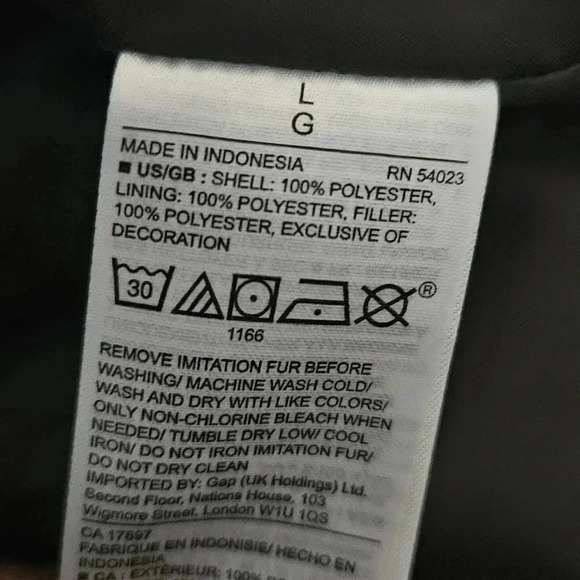 L
G
MADE IN INDONESIA RN 54023
■ US/GB : SHELL: 100% POLYESTER,
LINING: 100% POLYESTER, FILLER:
100% POLYESTER, EXCLUSIVE OF
DECORATION
30 ®
1166
REMOVE IMITATION FUR BEFORE
WASHING/ MACHINE WASH COLD/
WASH AND DRY WITH LIKE COLORS/
ONLY NON-CHLORINE BLEACH WHEN
NEEDED/ TUMBLE DRY LOW/ COOL
IRON/ DO NOT IRON IMITATION FUR/
DO NOT DRY CLEAN
IMPORTED BY: Gap (UK Holdings) Ltd.
Second Floor, Nations House, 103
Wigmore Street, London W1U 1QS
CA 17897
FABRIQUÉ EN INDONISIE/ HECHO EN
INDONESIA
■ CA : EXTÉRIEUR: 100%